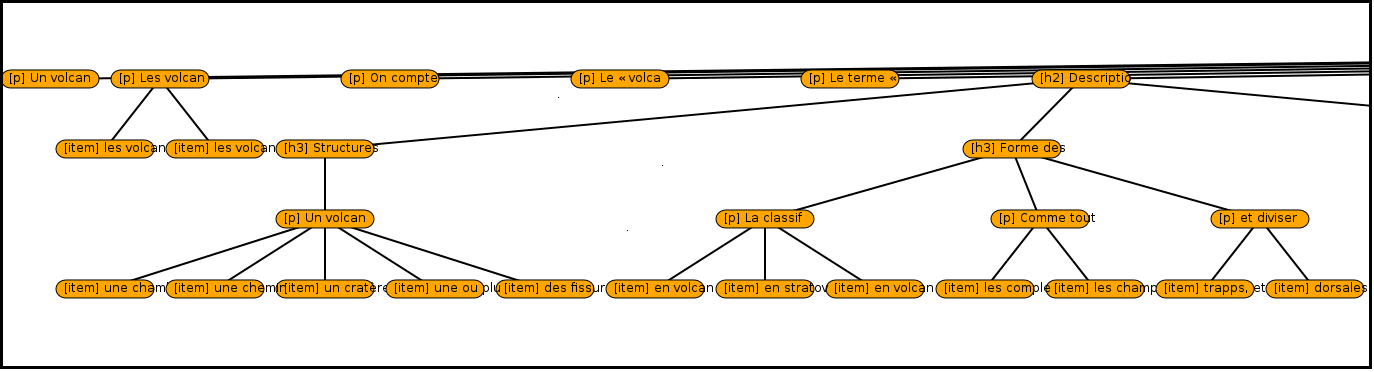 [p] Un volcan
[p] Les volcan
[p] On compte
[p] Le « volca
[p] Le terme «
[h2] Descriptio
[item] les volcan
[item] les volcan
[h3] Structures
[h3] Forme des
[p] Un volcan
[p] La classif
[p] Comme tout
[p] et diviser
[item] une cham
[item] une chemin
[item] un cratère
[item] une ou plu
[item] des fissur
[item] en volcan
[item] en stratov
[item] en volcan
[item] les comple
[item] les champ
[item] trapps, et
[item] dorsales